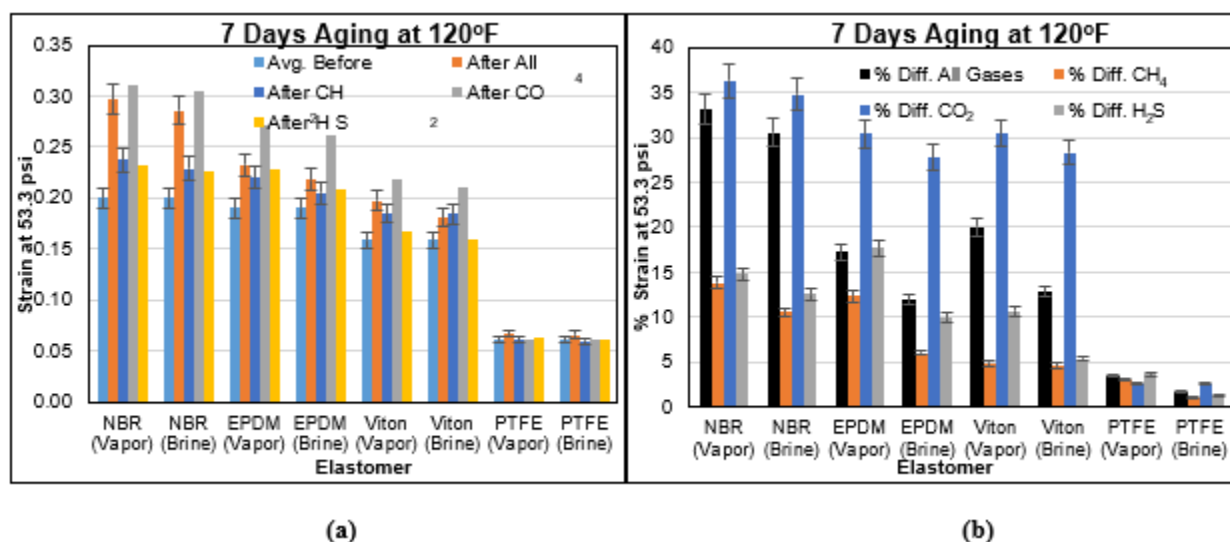 7 Days Aging at 120ºF
Avg. Before
After All
After CH
4
After CO
After H S
3
2
0.35
0.30
0.25
0.20
0.15
0.10
0.05
0.00
Strain at 53.3 psi
NBR (Vapor)
NBR (Brine)
EPDM (Vapor)
EPDM (Brine)
Viton (Vapor)
Viton (Brine)
PTFE (Vapor)
PTFE (Brine)
Elastomer
(a)
7 Days Aging at 120ºF
% Diff. All Gases
% Diff. CH₄
% Diff. CO₂
% Diff. H₂S
40
35
30
25
20
15
10
5
0
% Strain at 53.3 psi
NBR (Vapor)
NBR (Brine)
EPDM (Vapor)
EPDM (Brine)
Viton (Vapor)
Viton (Brine)
PTFE (Vapor)
PTFE (Brine)
Elastomer
(b)